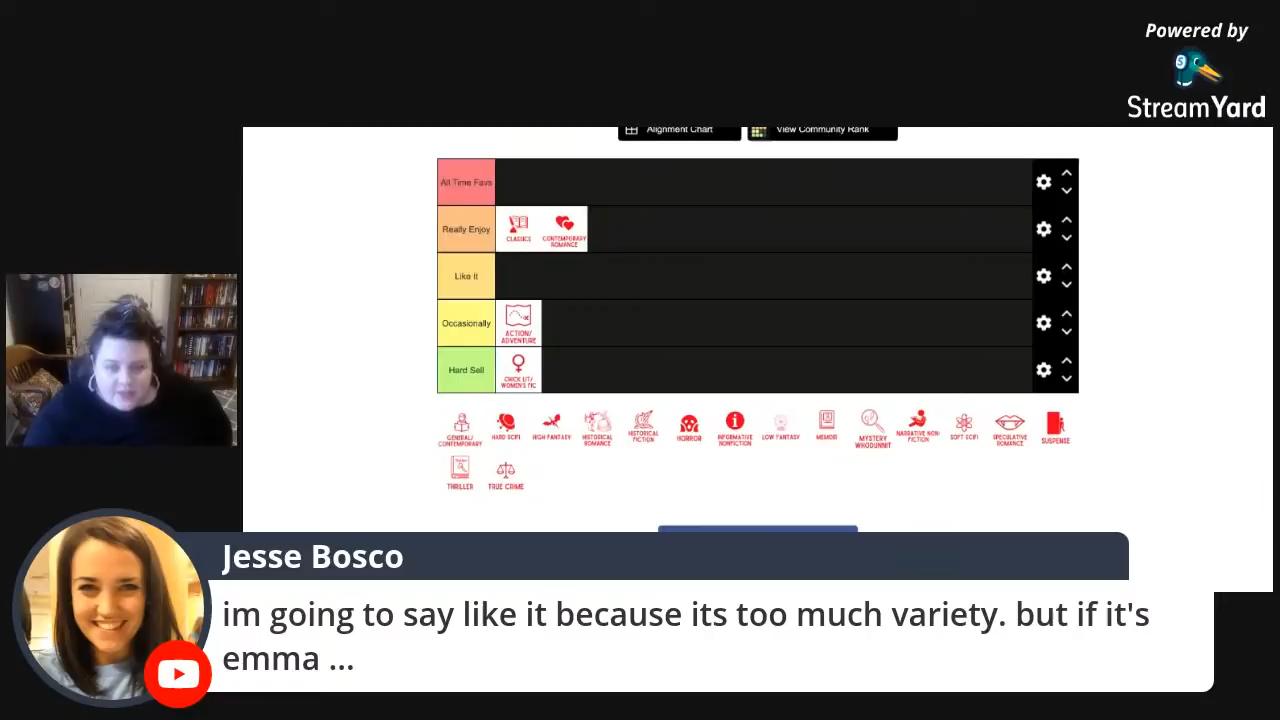 Powered by
StreamYard
Alignment Chart
View Community Rank
All Time Favs
Really Enjoy
CLASSICS
CONTEMPORARY
ROMANCE
Like it
Occasionally
ACTION/
ADVENTURE
Hard Sell
CHICK LIT/
WOMEN'S FIC
GENERAL/
CONTEMPORARY
HARD SCIFI
HIGH FANTASY
HISTORICAL
ROMANCE
HISTORICAL
FICTION
HORROR
INFORMATIVE
NONFICTION
LOW FANTASY
MEMOIR
MYSTERY
WHODUNNIT
NARRATIVE NON-
FICTION
SOFT SCIFI
SPECULATIVE
ROMANCE
SUSPENSE
THRILLER
TRUE CRIME
Jesse Bosco
im going to say like it because its too much variety. but if it's
emma ...